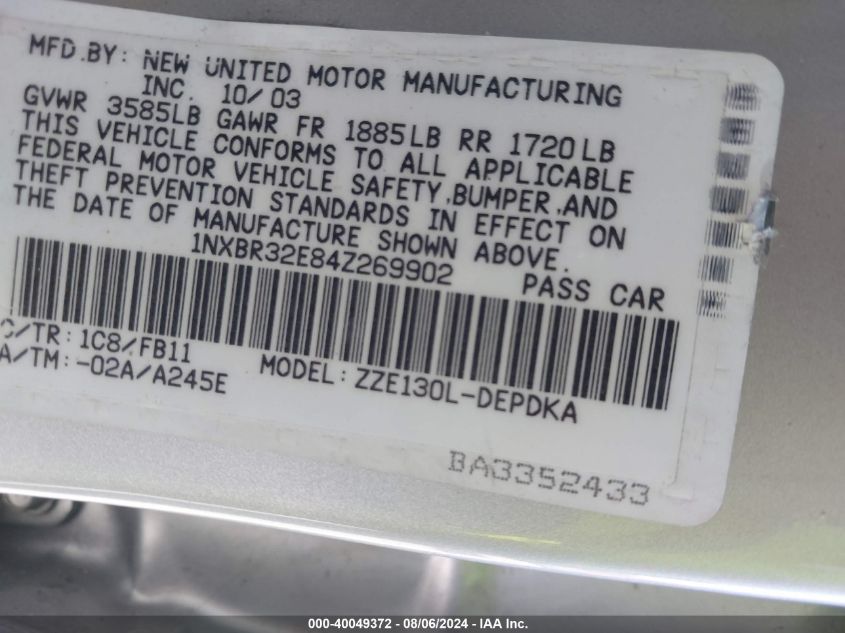 MFD.BY: NEW UNITED MOTOR MANUFACTURING
INC. 10/03
GVWR 3585LB GAWR FR 1885LB RR 1720LB
THIS VEHICLE CONFORMS TO ALL APPLICABLE
FEDERAL MOTOR VEHICLE SAFETY,BUMPER,AND
THEFT PREVENTION STANDARDS IN EFFECT ON
THE DATE OF MANUFACTURE SHOWN ABOVE.
1NXBR32E84Z269902 PASS CAR
C/TR: 1C8/FB11
A/TM:-02A/A245E MODEL: ZZE130L-DEPDKA
BA3352433
000-40049372 - 08/06/2024 - IAA Inc.